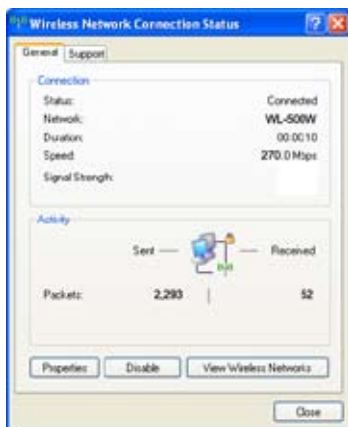 Wireless Network Connection Status
General Support
Connection
Status: Connected
Network: WL-500W
Duration: 00:00:10
Speed: 270.0 Mbps
Signal Strength:
Activity
Sent — — Received
Packets: 2,293 | 52
Properties Disable View Wireless Networks
Close